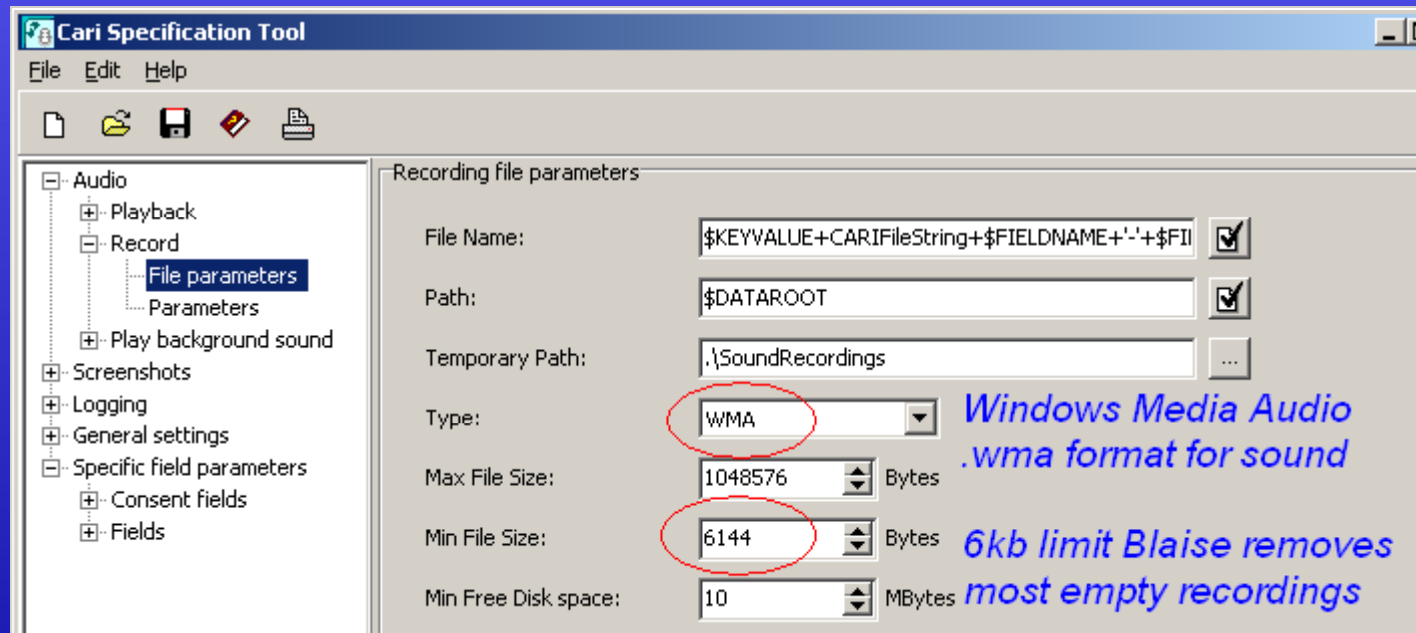 Cari Specification Tool
File Edit Help
Audio
Playback
Record
File parameters
Parameters
Play background sound
Screenshots
Logging
General settings
Specific field parameters
Consent fields
Fields
Recording file parameters
File Name: $KEYVALUE+CARIFileString+$FIELDNAME+'-'+$FII
Path: $DATAROOT
Temporary Path: .\SoundRecordings ...
Type: WMA
Windows Media Audio
.wma format for sound
Max File Size: 1048576 Bytes
Min File Size: 6144 Bytes
6kb limit Blaise removes
most empty recordings
Min Free Disk space: 10 MBytes